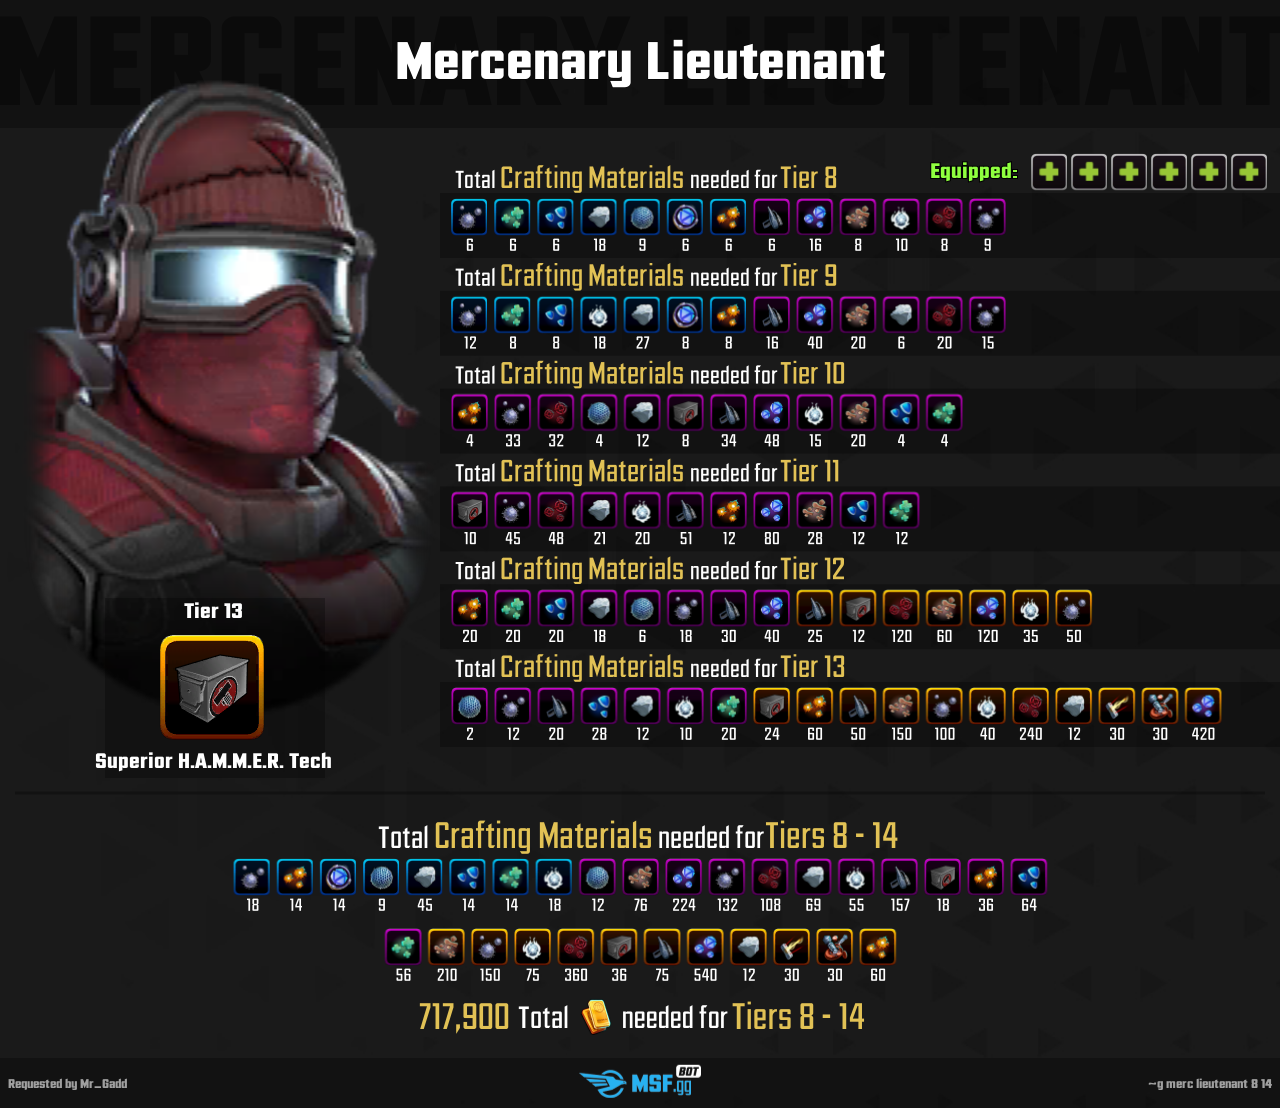 MERCENARY LIEUTENANT
Mercenary Lieutenant
Equipped:
Total Crafting Materials needed for Tier 8
6 6 6 18 9 6 6 6 16 8 10 8 9
Total Crafting Materials needed for Tier 9
12 8 8 18 27 8 8 16 40 20 6 20 15
Total Crafting Materials needed for Tier 10
4 33 32 4 12 8 34 48 15 20 4 4
Total Crafting Materials needed for Tier 11
10 45 48 21 20 51 12 80 28 12 12
Total Crafting Materials needed for Tier 12
20 20 20 18 6 18 30 40 25 12 120 60 120 35 50
Total Crafting Materials needed for Tier 13
2 12 20 28 12 10 20 24 60 50 150 100 40 240 12 30 30 420
Tier 13
Superior H.A.M.M.E.R. Tech
Total Crafting Materials needed for Tiers 8 - 14
18 14 14 9 45 14 14 18 12 76 224 132 108 69 55 157 18 36 64
56 210 150 75 360 36 75 540 12 30 30 60
717,900 Total needed for Tiers 8 - 14
Requested by Mr_Gadd
MSF.gg BOT
~g merc lieutenant 8 14